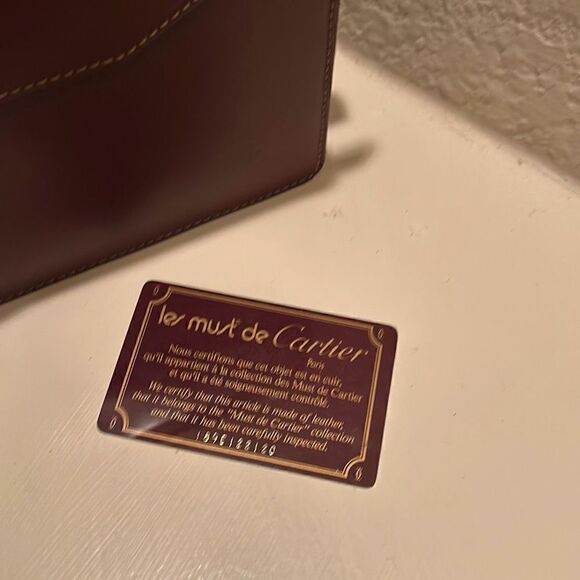 les must de Cartier
Paris
Nous certifions que cet objet est en cuir,
qu'il appartient à la collection des Must de Cartier
et qu'il a été soigneusement contrôlé.
We certify that this article is made of leather,
that it belongs to the "Must de Cartier" collection
and that it has been carefully inspected.